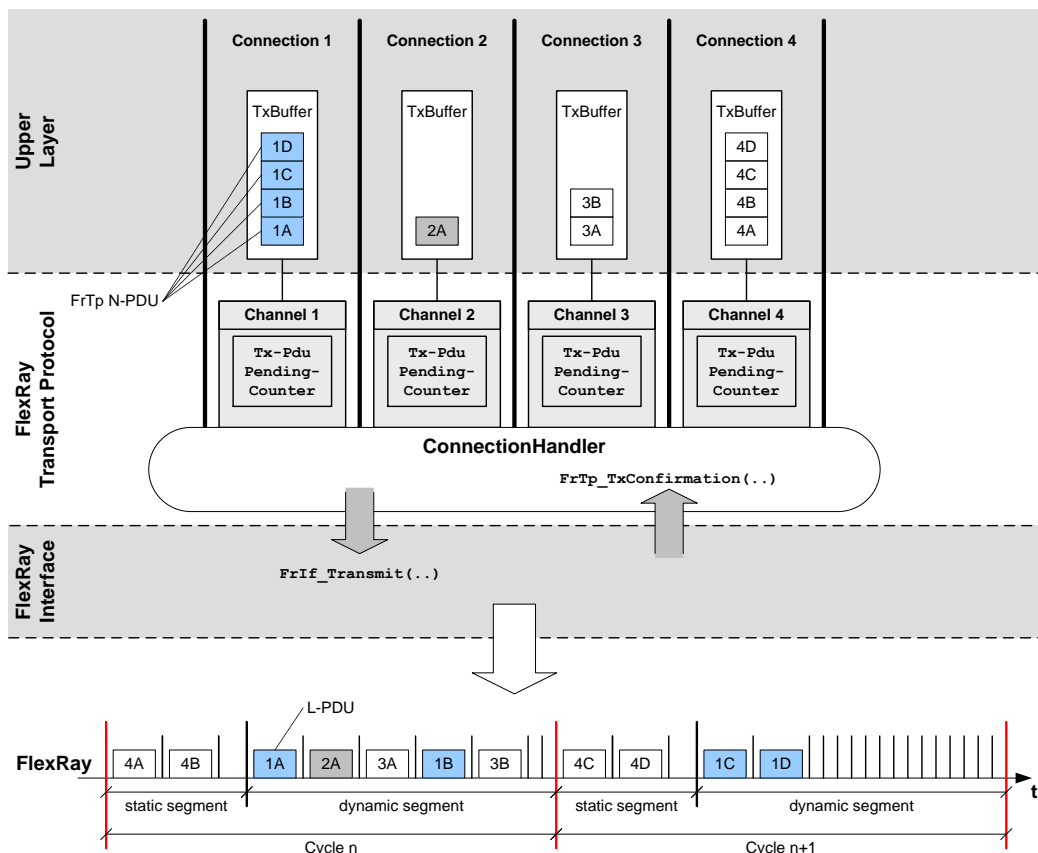 Connection 1
Connection 2
Connection 3
Connection 4
Upper
Layer
TxBuffer
TxBuffer
TxBuffer
TxBuffer
1D
1C
1B
1A
2A
3B
3A
4D
4C
4B
4A
FrTp N-PDU
FlexRay
Transport Protocol
Channel 1
Channel 2
Channel 3
Channel 4
Tx-Pdu
Pending-
Counter
Tx-Pdu
Pending-
Counter
Tx-Pdu
Pending-
Counter
Tx-Pdu
Pending-
Counter
ConnectionHandler
FrTp_TxConfirmation(..)
FlexRay
Interface
FrIf_Transmit(..)
L-PDU
FlexRay
4A
4B
1A
2A
3A
1B
3B
4C
4D
1C
1D
t
static segment
dynamic segment
static segment
dynamic segment
Cycle n
Cycle n+1